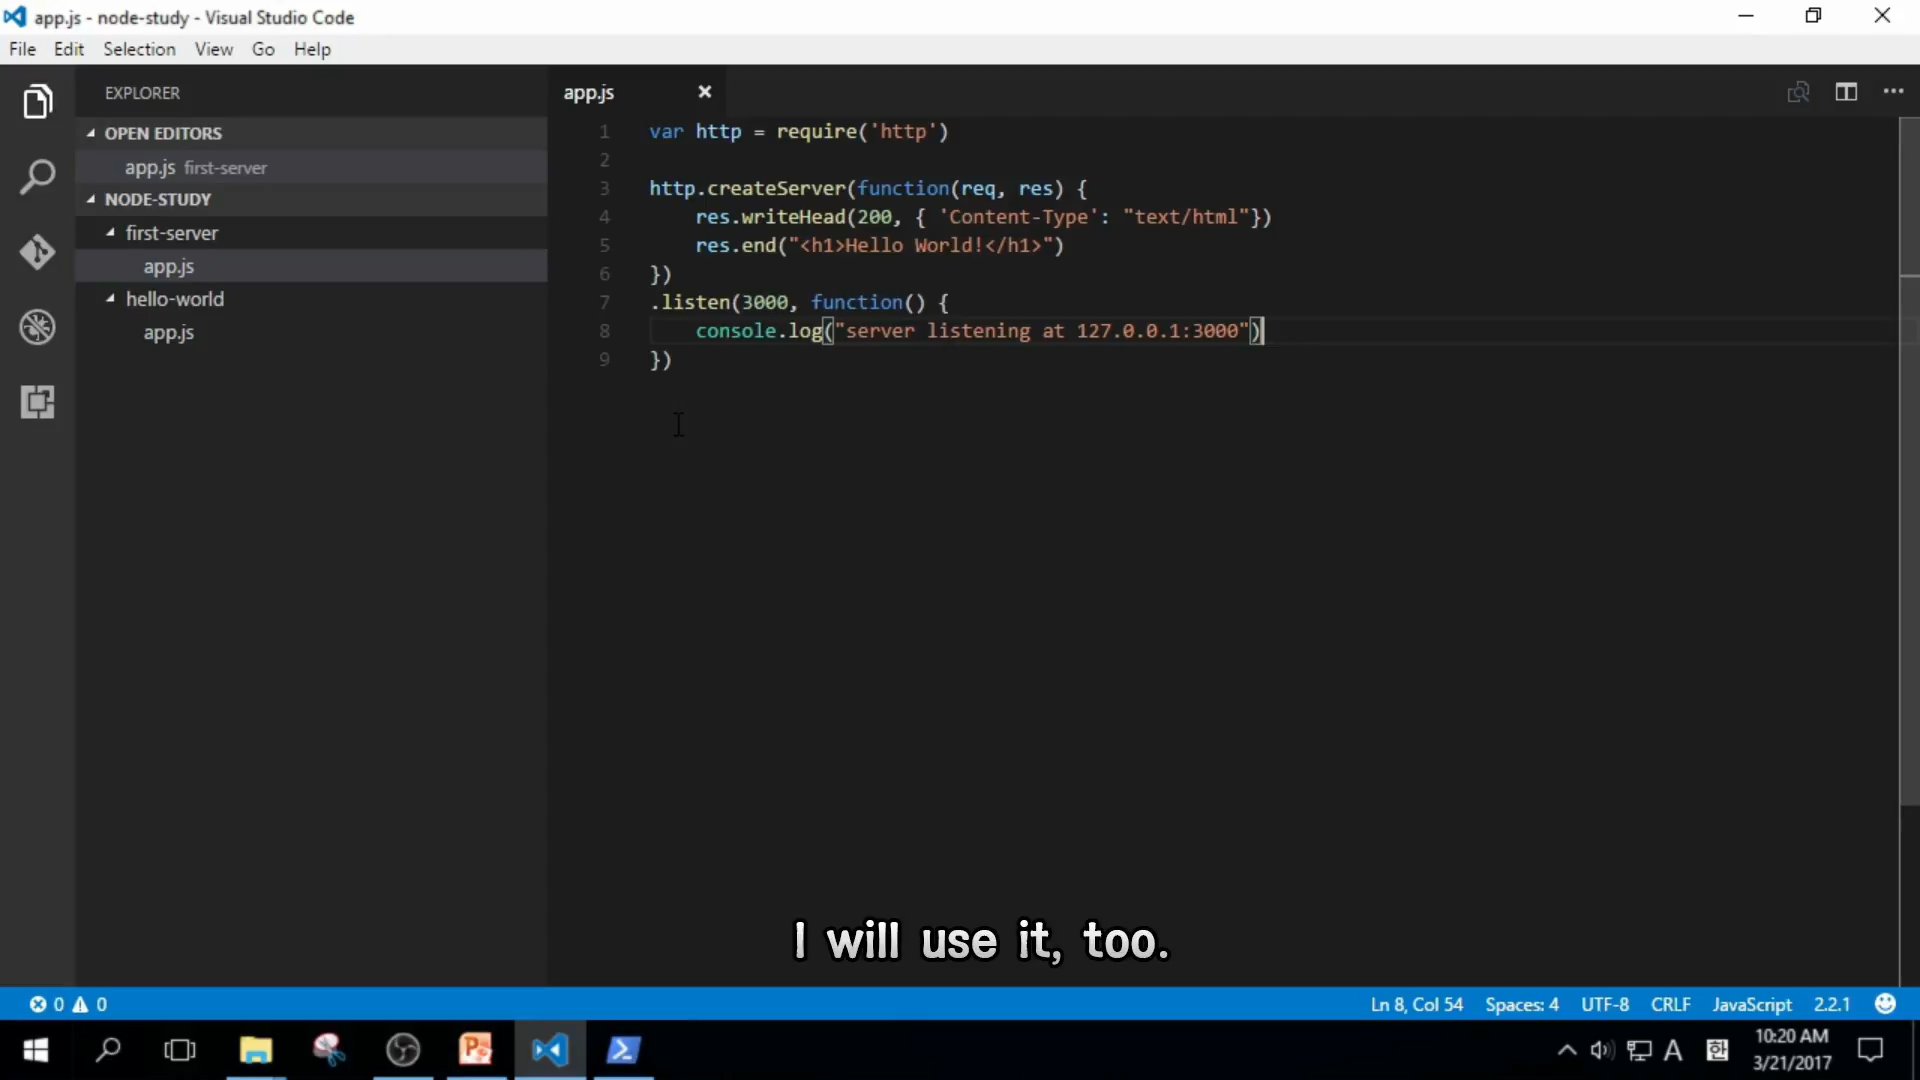 app.js - node-study - Visual Studio Code
File Edit Selection View Go Help
EXPLORER
OPEN EDITORS
app.js first-server
NODE-STUDY
first-server
app.js
hello-world
app.js
app.js
1 var http = require('http')
2
3 http.createServer(function(req, res) {
4     res.writeHead(200, { 'Content-Type': "text/html"})
5     res.end("<h1>Hello World!</h1>")
6 })
7 .listen(3000, function() {
8     console.log("server listening at 127.0.0.1:3000")
9 })
I will use it, too.
0 0 Ln 8, Col 54 Spaces: 4 UTF-8 CRLF JavaScript 2.2.1
A 한 10:20 AM
3/21/2017